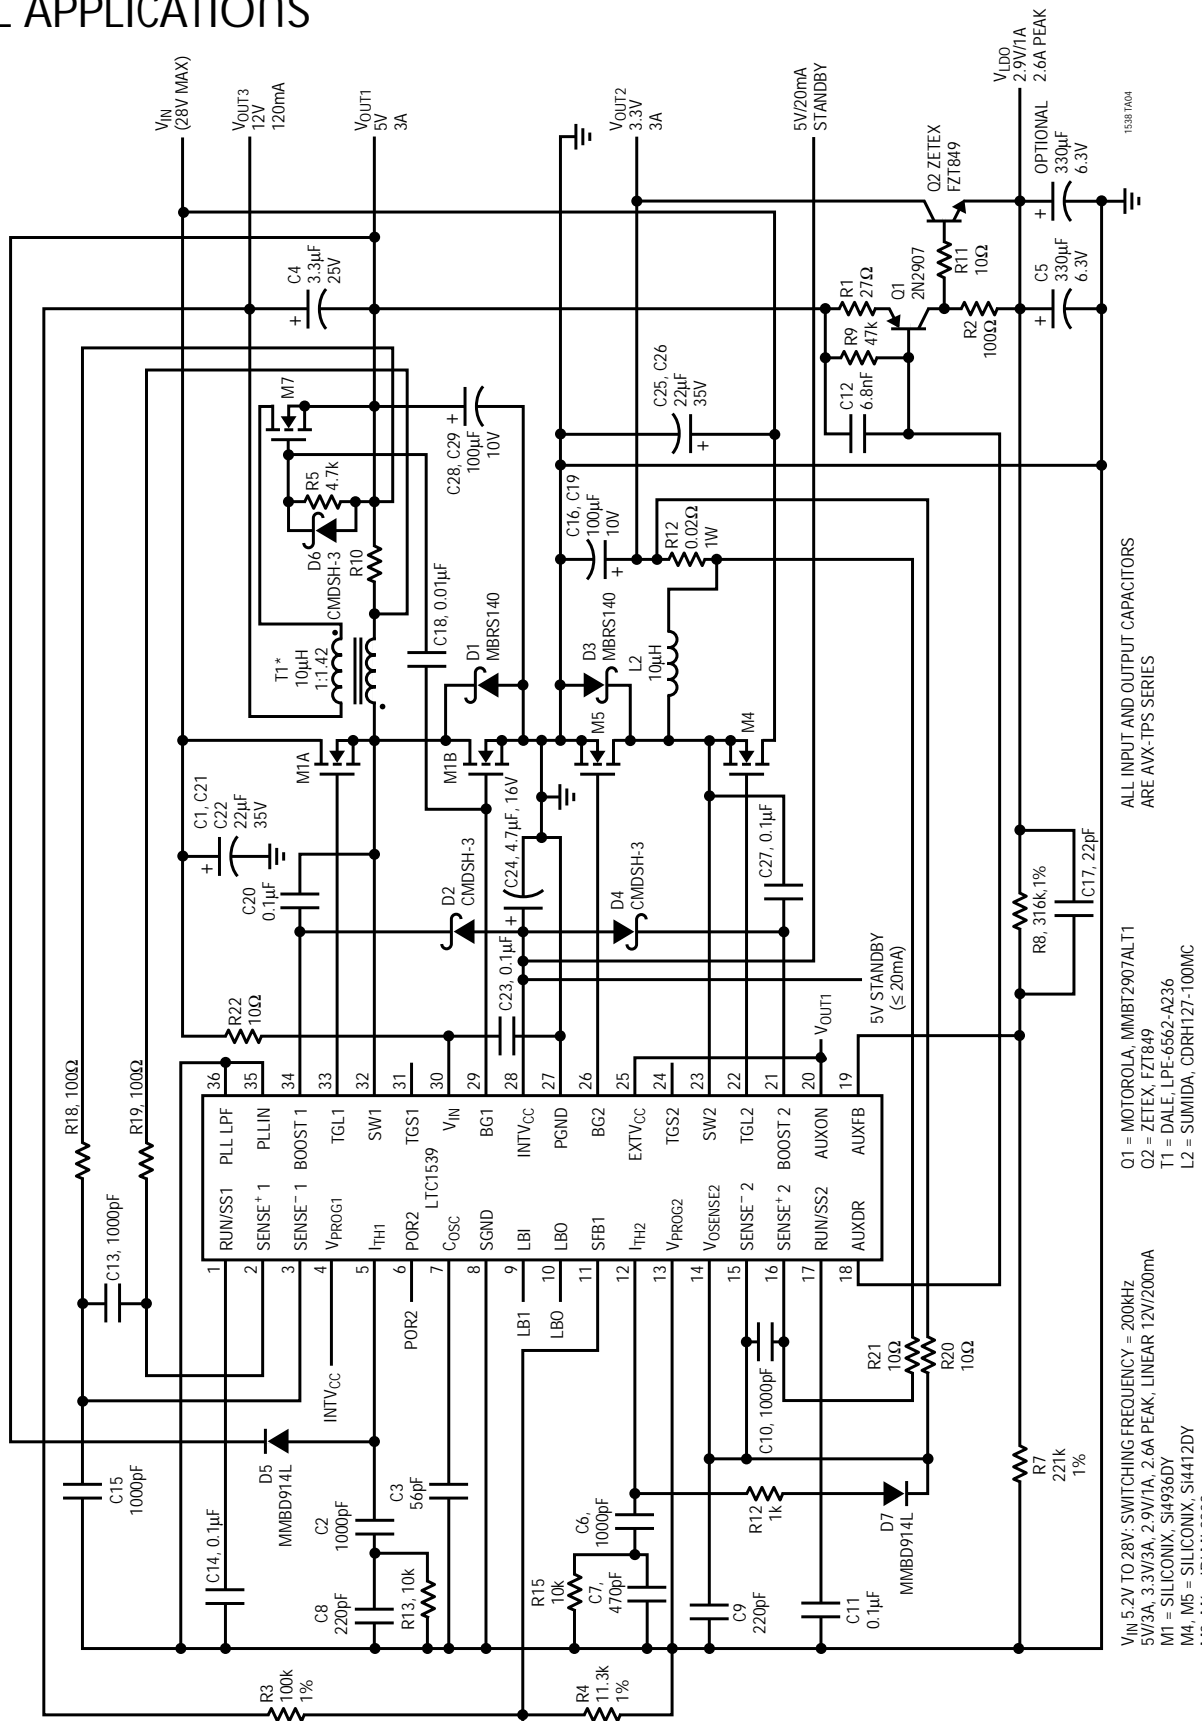 L APPLICATIONS
VIN
(28V MAX)
VOUT3
12V
120mA
VOUT1
5V
3A
VOUT2
3.3V
3A
5V/20mA
STANDBY
VLDO
2.9V/1A
2.6A PEAK
1538 TA04
+
C4
3.3µF
25V
M7
R5
4.7k
D6
CMDSH-3
R10
T1*
10µH
1:1.42
C28, C29
100µF
10V
+
C18, 0.01µF
D1
MBRS140
D3
MBRS140
C16, C19
100µF
10V
+
C25, C26
22µF
35V
+
R12
0.02Ω
1W
L2
10µH
C12
6.8nF
R9
47k
R1
27Ω
Q1
2N2907
R2
100Ω
R11
10Ω
Q2 ZETEX
FZT849
+
C5
330µF
6.3V
+
OPTIONAL
330µF
6.3V
M1A
M1B
M5
M4
+
C1, C21
C22
22µF
35V
C20
0.1µF
D2
CMDSH-3
C24, 4.7µF, 16V
+
D4
CMDSH-3
C27, 0.1µF
C23, 0.1µF
R22
10Ω
5V STANDBY
(≤ 20mA)
VOUT1
R8, 316k,1%
C17, 22pF
R18, 100Ω
R19, 100Ω
C13, 1000pF
36
35
34
33
32
31
30
29
28
27
26
25
24
23
22
21
20
19
PLL LPF
PLLIN
BOOST 1
TGL1
SW1
TGS1
VIN
BG1
INTVCC
PGND
BG2
EXTVCC
TGS2
SW2
TGL2
BOOST 2
AUXON
AUXFB
LTC1539
RUN/SS1
SENSE+ 1
SENSE– 1
VPROG1
ITH1
POR2
COSC
SGND
LBI
LBO
SFB1
ITH2
VPROG2
VOSENSE2
SENSE– 2
SENSE+ 2
RUN/SS2
AUXDR
1
2
3
4
5
6
7
8
9
10
11
12
13
14
15
16
17
18
INTVCC
POR2
LB1
LBO
C15
1000pF
C14, 0.1µF
D5
MMBD914L
C2
1000pF
C8
220pF
R13, 10k
C3
56pF
C6,
1000pF
R15
10k
C7,
470pF
C10, 1000pF
R21
10Ω
R20
10Ω
R12
1k
D7
MMBD914L
C9
220pF
C11
0.1µF
R7
221k
1%
R3
100k
1%
R4
11.3k
1%
VIN 5.2V TO 28V: SWITCHING FREQUENCY = 200kHz
5V/3A, 3.3V/3A, 2.9V/1A, 2.6A PEAK, LINEAR 12V/200mA
M1 = SILICONIX, Si4936DY
M4, M5 = SILICONIX, Si4412DY
Q1 = MOTOROLA, MMBT2907ALT1
Q2 = ZETEX, FZT849
T1 = DALE, LPE-6562-A236
L2 = SUMIDA, CDRH127-100MC
ALL INPUT AND OUTPUT CAPACITORS
ARE AVX-TPS SERIES